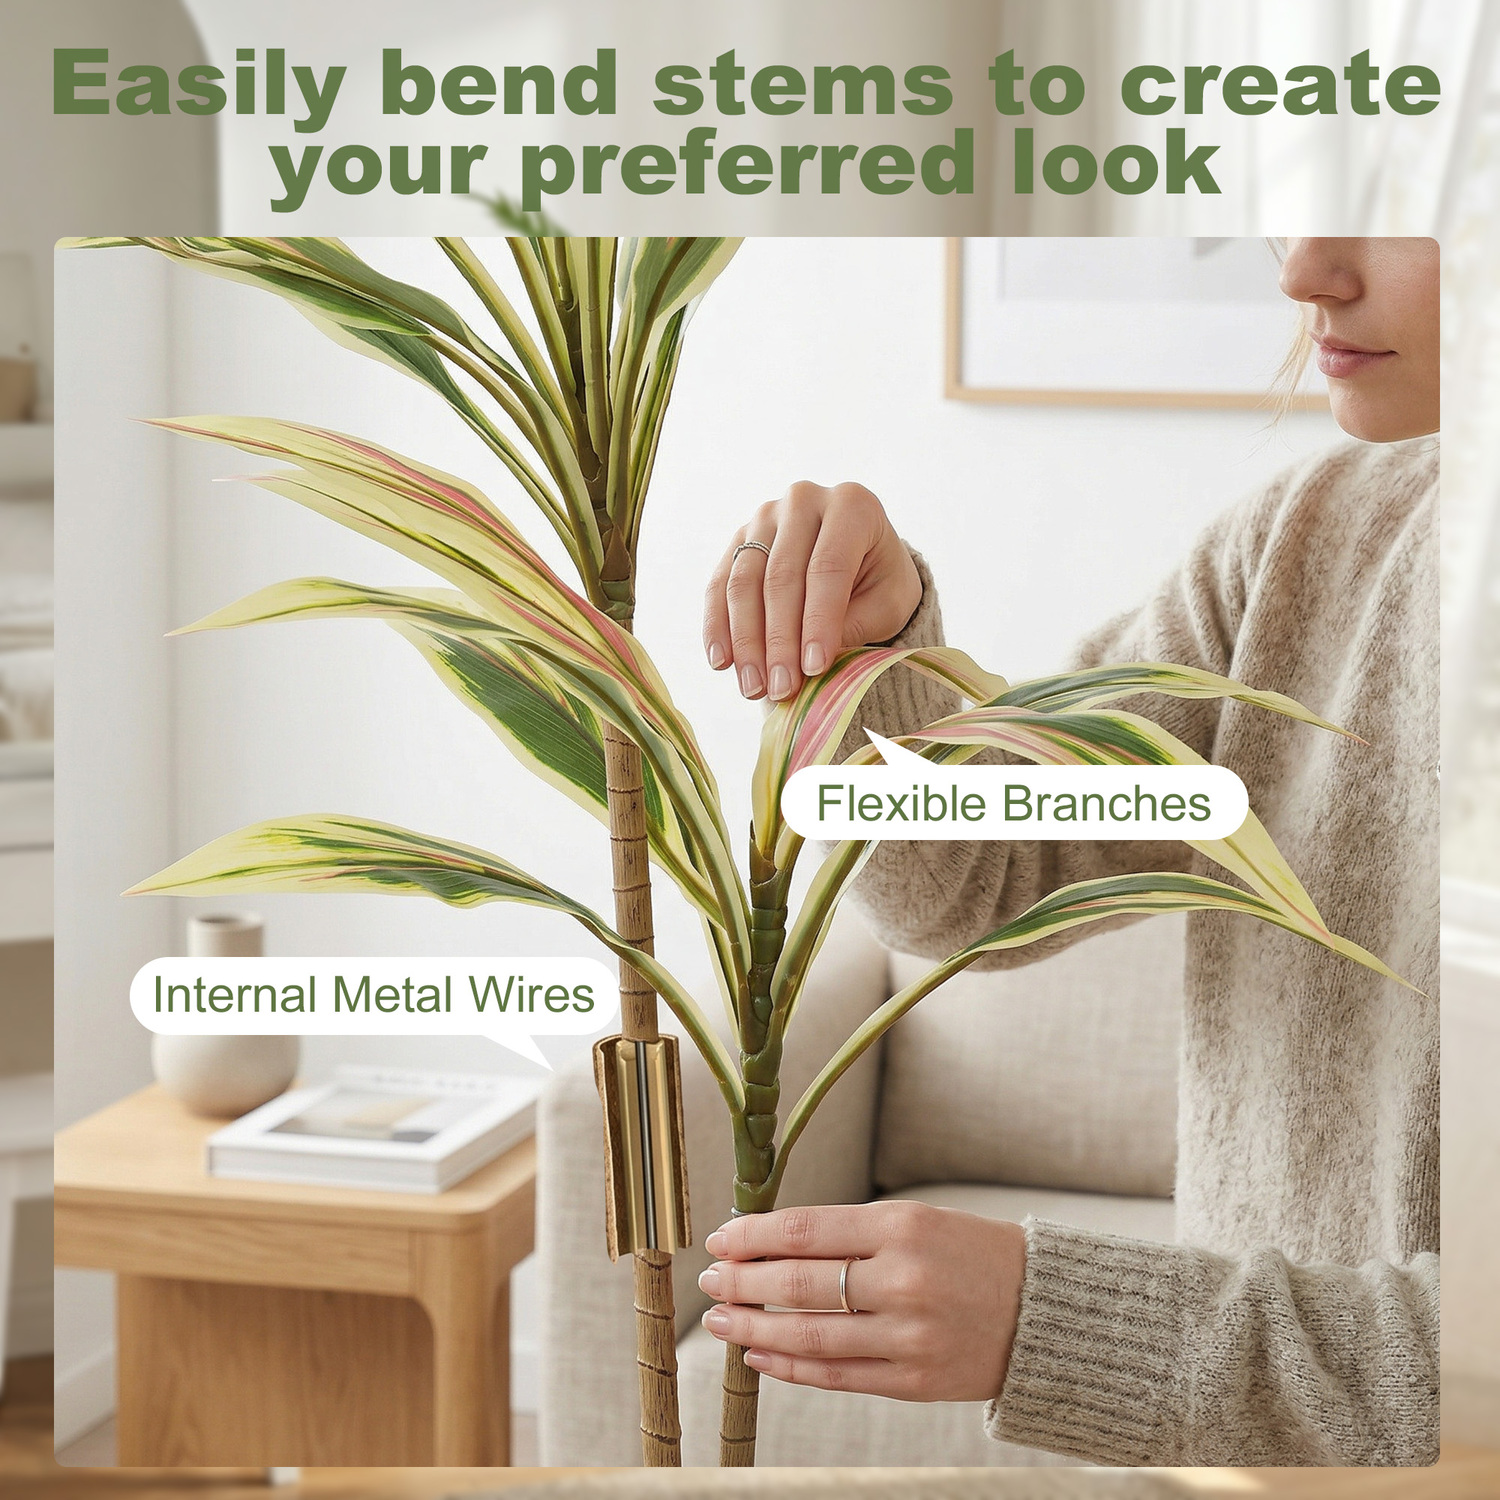 Easily bend stems to create
your preferred look
Flexible Branches
Internal Metal Wires